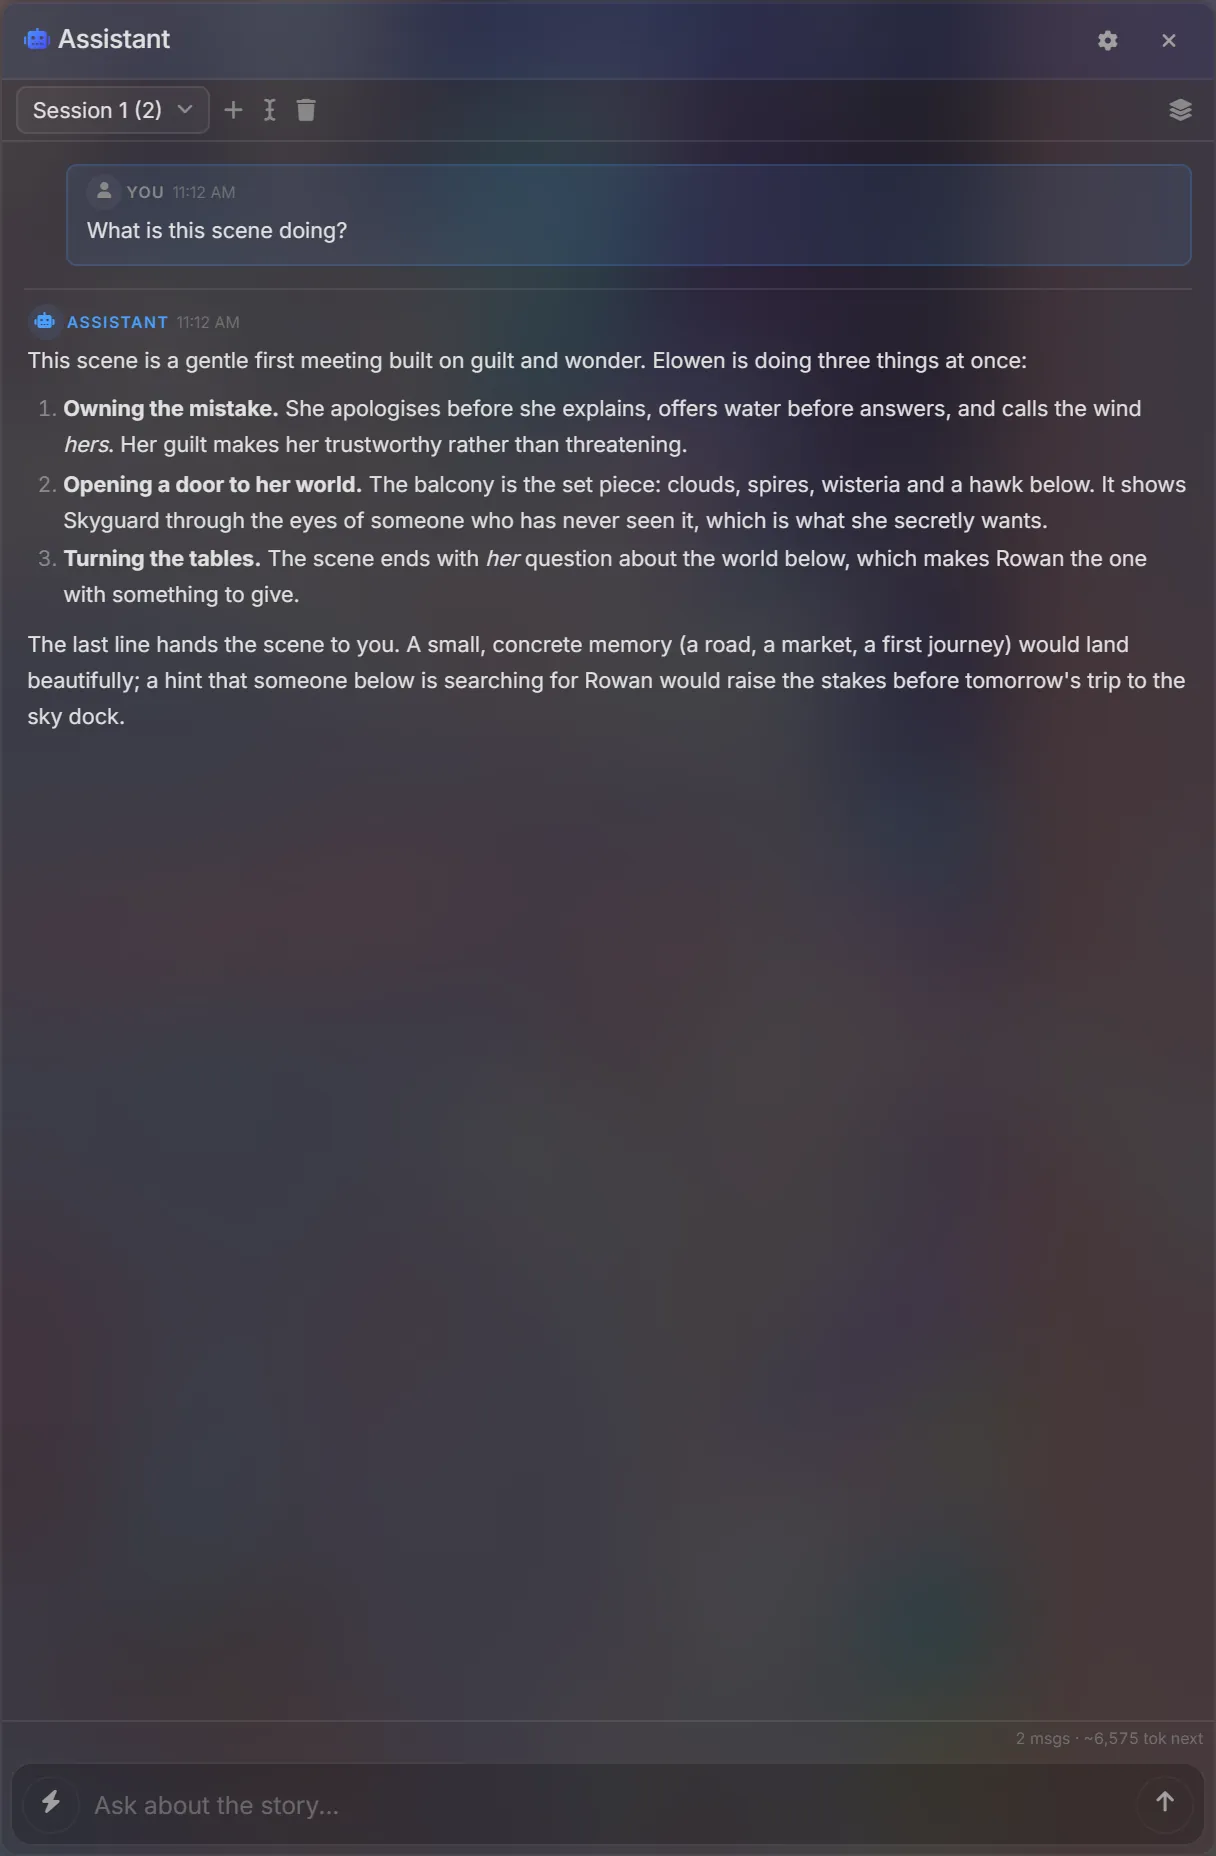 Assistant
Session 1 (2)
YOU 11:12 AM
What is this scene doing?
ASSISTANT 11:12 AM
This scene is a gentle first meeting built on guilt and wonder. Elowen is doing three things at once:
1. Owning the mistake. She apologises before she explains, offers water before answers, and calls the wind
hers. Her guilt makes her trustworthy rather than threatening.
2. Opening a door to her world. The balcony is the set piece: clouds, spires, wisteria and a hawk below. It shows
Skyguard through the eyes of someone who has never seen it, which is what she secretly wants.
3. Turning the tables. The scene ends with her question about the world below, which makes Rowan the one
with something to give.
The last line hands the scene to you. A small, concrete memory (a road, a market, a first journey) would land
beautifully; a hint that someone below is searching for Rowan would raise the stakes before tomorrow's trip to the
sky dock.
2 msgs · ~6,575 tok next
Ask about the story...